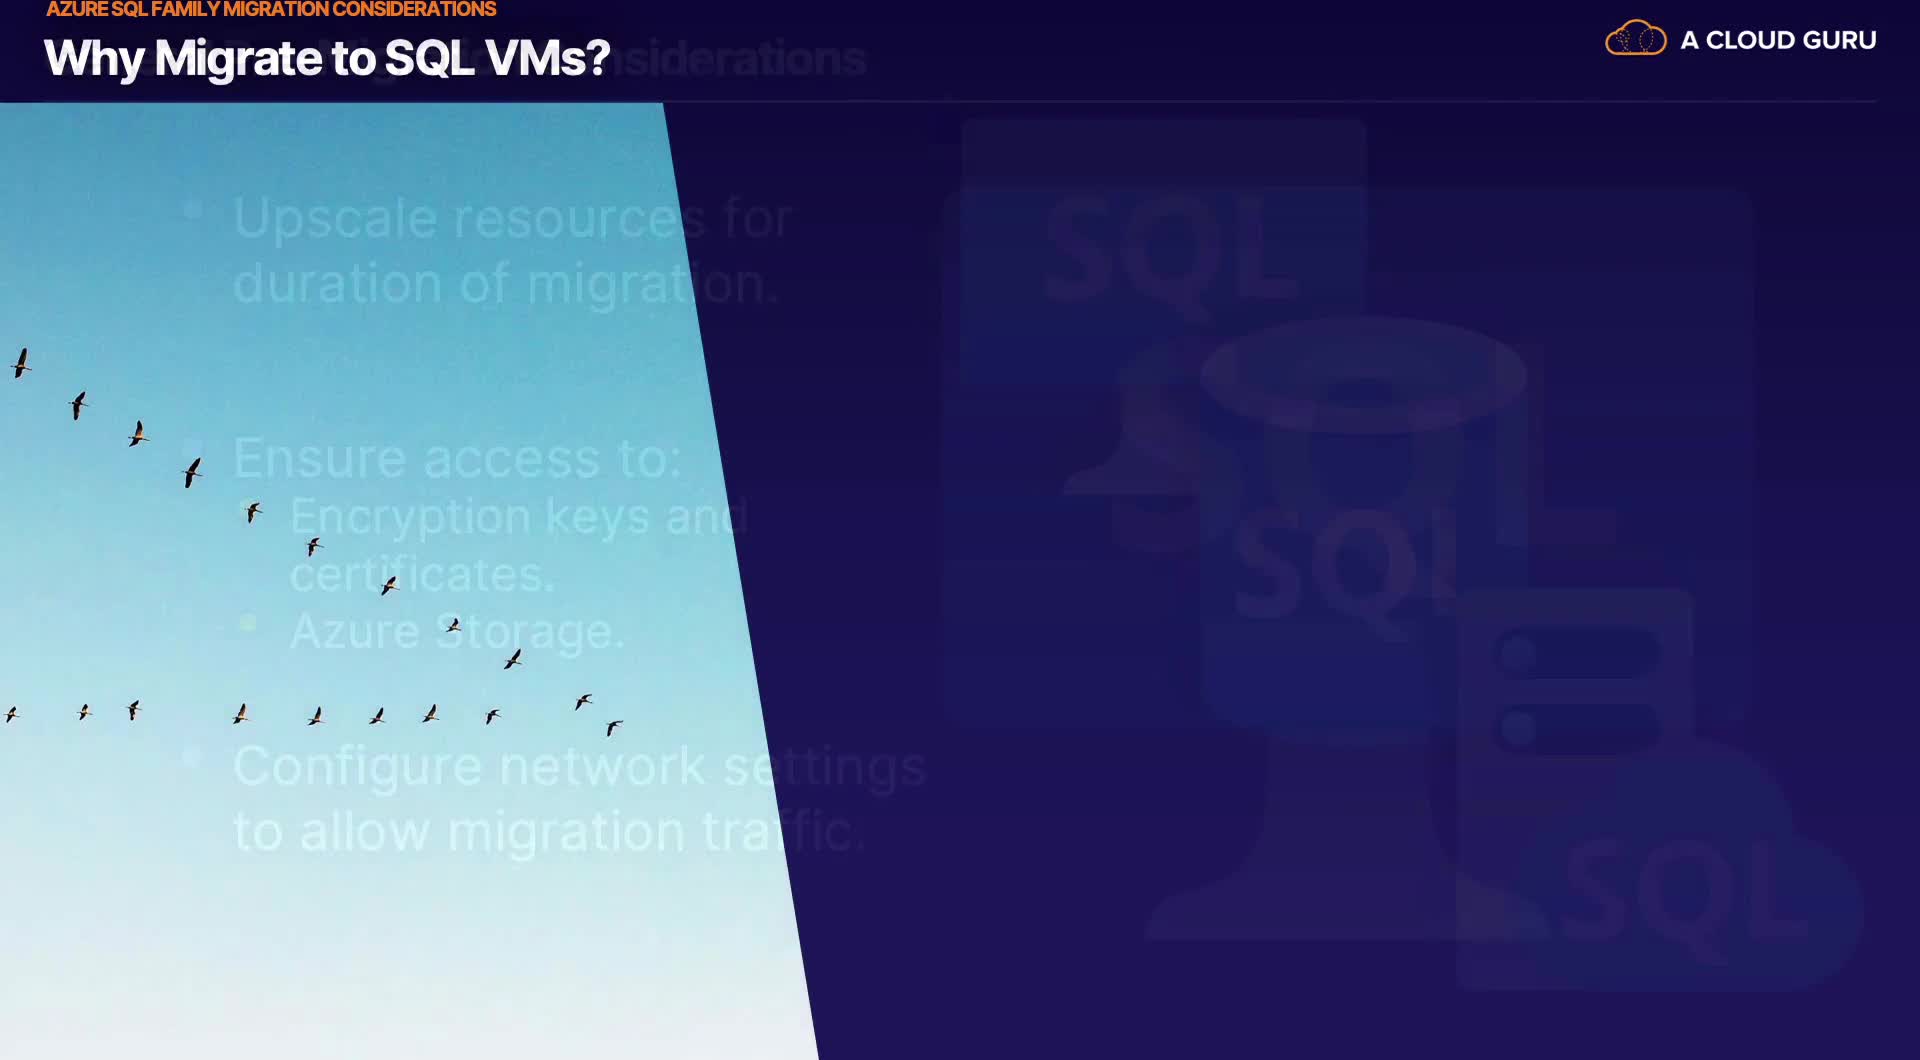 AZURE SQL FAMILY MIGRATION CONSIDERATIONS
Why Migrate to SQL VMs?
nsiderations
A CLOUD GURU
Upscale resources for
duration of migration.
Ensure access to:
Encryption keys and
certificates.
Azure Storage.
Configure network settings
to allow migration traffic.
SQL
SQL
SQL